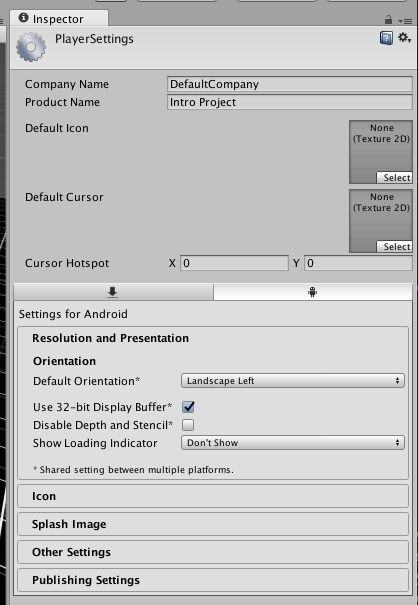 Inspector
PlayerSettings
Company Name DefaultCompany
Product Name Intro Project
Default Icon None
(Texture 2D)
Select
Default Cursor None
(Texture 2D)
Select
Cursor Hotspot X 0 Y 0
Settings for Android
Resolution and Presentation
Orientation
Default Orientation* Landscape Left
Use 32-bit Display Buffer*
Disable Depth and Stencil*
Show Loading Indicator Don't Show
* Shared setting between multiple platforms.
Icon
Splash Image
Other Settings
Publishing Settings